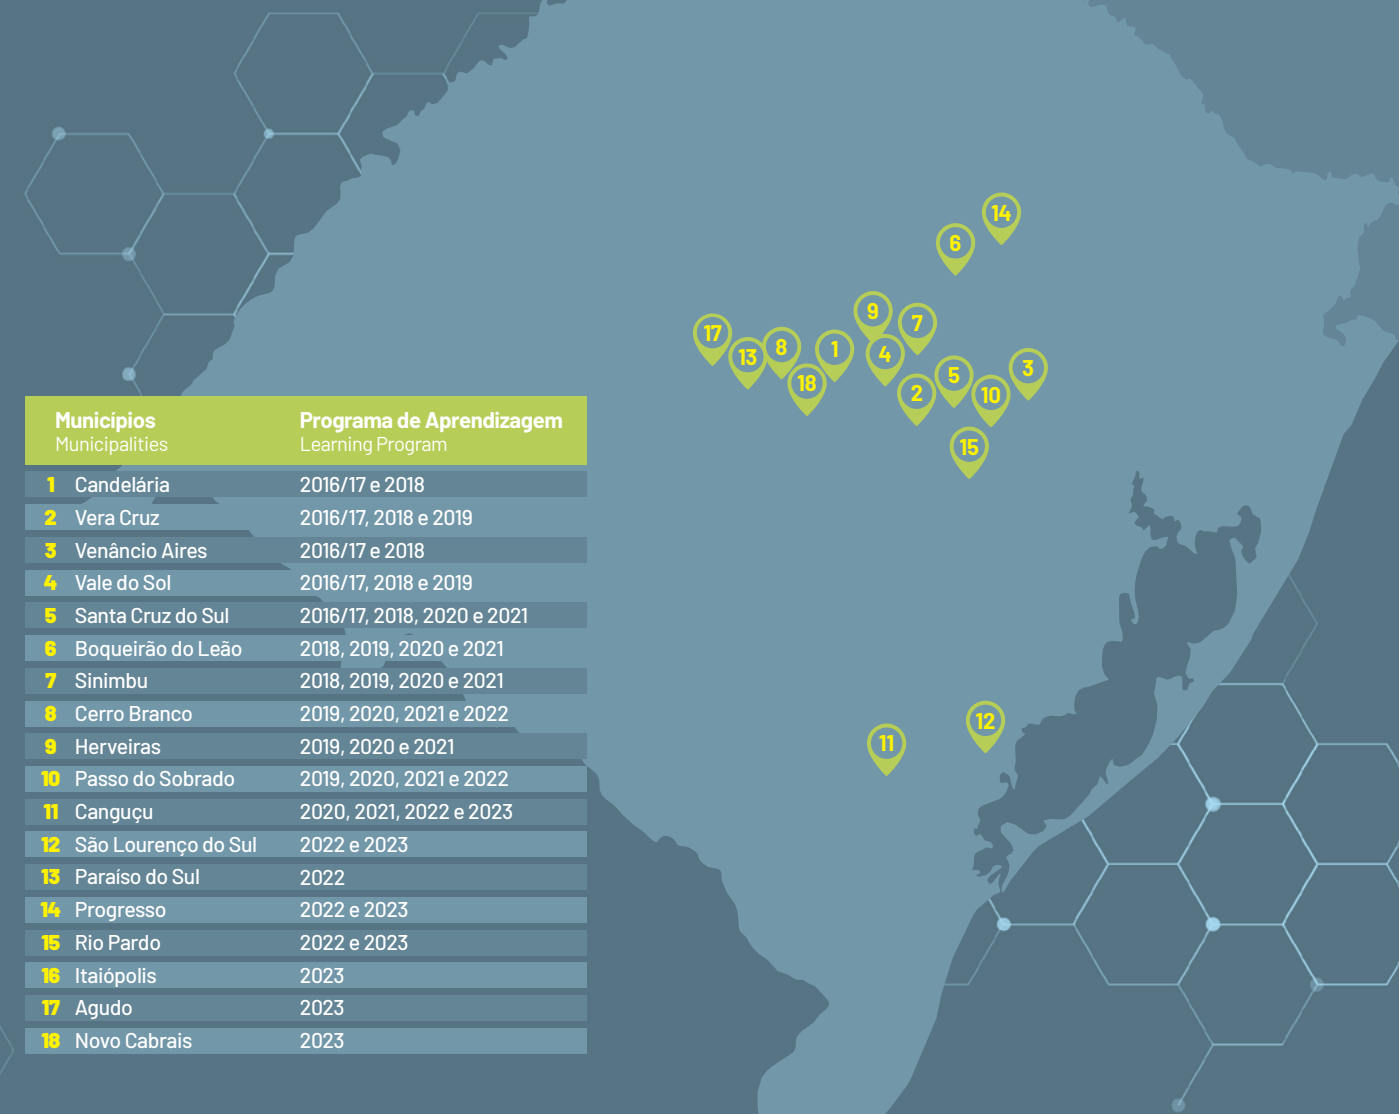 Municípios Programa de Aprendizagem
Municipalities Learning Program
1 Candelária 2016/17 e 2018
2 Vera Cruz 2016/17, 2018 e 2019
3 Venâncio Aires 2016/17 e 2018
4 Vale do Sol 2016/17, 2018 e 2019
5 Santa Cruz do Sul 2016/17, 2018, 2020 e 2021
6 Boqueirão do Leão 2018, 2019, 2020 e 2021
7 Sinimbu 2018, 2019, 2020 e 2021
8 Cerro Branco 2019, 2020, 2021 e 2022
9 Herveiras 2019, 2020 e 2021
10 Passo do Sobrado 2019, 2020, 2021 e 2022
11 Canguçu 2020, 2021, 2022 e 2023
12 São Lourenço do Sul 2022 e 2023
13 Paraíso do Sul 2022
14 Progresso 2022 e 2023
15 Rio Pardo 2022 e 2023
16 Itaiópolis 2023
17 Agudo 2023
18 Novo Cabrais 2023
14
6
9
7
17
13
8
1
4
18
2
5
10
3
15
12
11